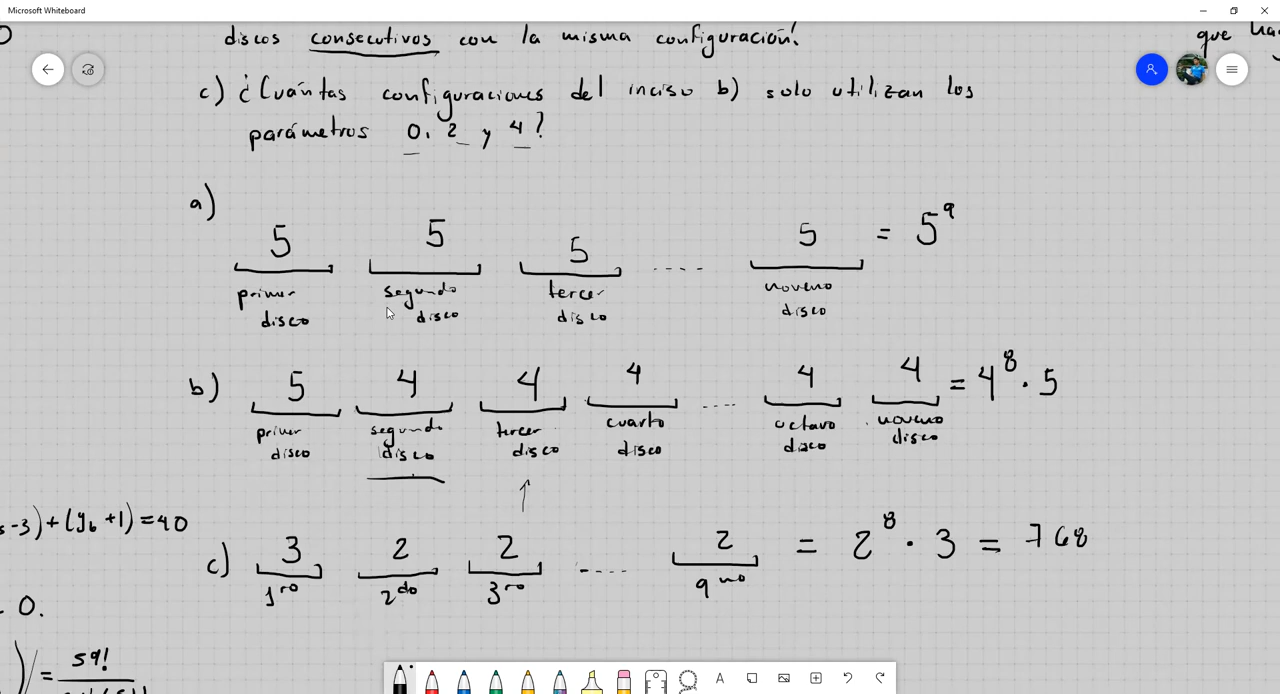 Microsoft Whiteboard
discos consecutivos con la misma configuración?
c) ¿Cuántas configuraciones del inciso b) solo utilizan los
parámetros 0, 2 y 4?
que
a)
5 5 5 ..... 5 = 5^9
primer disco segundo disco tercer disco noveno disco
b) 5 4 4 4 ..... 4 4 = 4^8 · 5
primer disco segundo disco tercer disco cuarto disco octavo disco noveno disco
-3) + (y6 + 1) = 40
c) 3 2 2 ..... 2 = 2^8 · 3 = 768
1ro 2do 3ro 9no
0.
= 59!